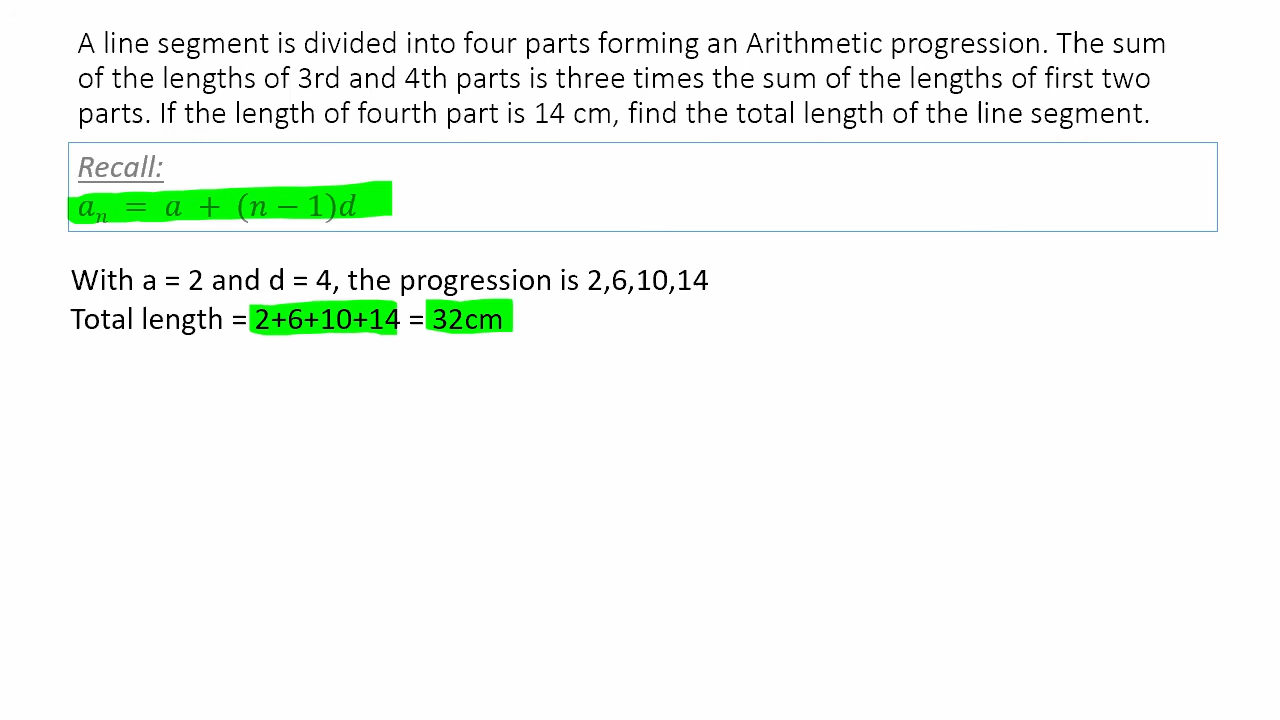 A line segment is divided into four parts forming an Arithmetic progression. The sum
of the lengths of 3rd and 4th parts is three times the sum of the lengths of first two
parts. If the length of fourth part is 14 cm, find the total length of the line segment.
Recall:
aₙ = a + (n − 1)d
With a = 2 and d = 4, the progression is 2,6,10,14
Total length = 2+6+10+14 = 32cm